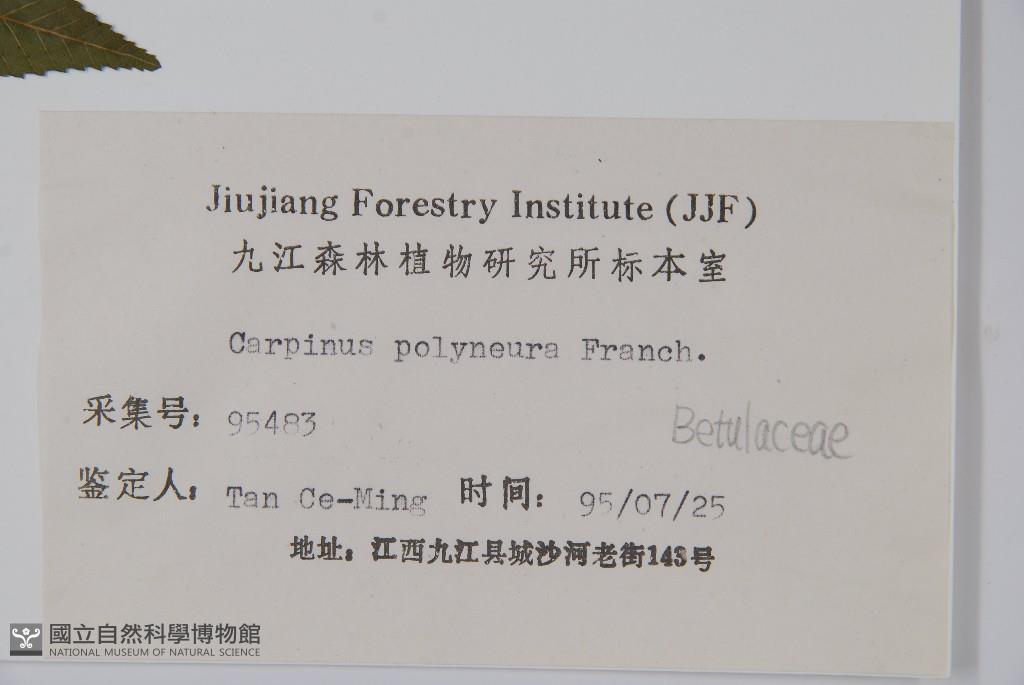 Jiujiang Forestry Institute (JJF)
九江森林植物研究所标本室
Carpinus polyneura Franch.
采集号: 95483
Betulaceae
鉴定人: Tan Ce-Ming 时间: 95/07/25
地址: 江西九江县城沙河老街143号
國立自然科學博物館
NATIONAL MUSEUM OF NATURAL SCIENCE